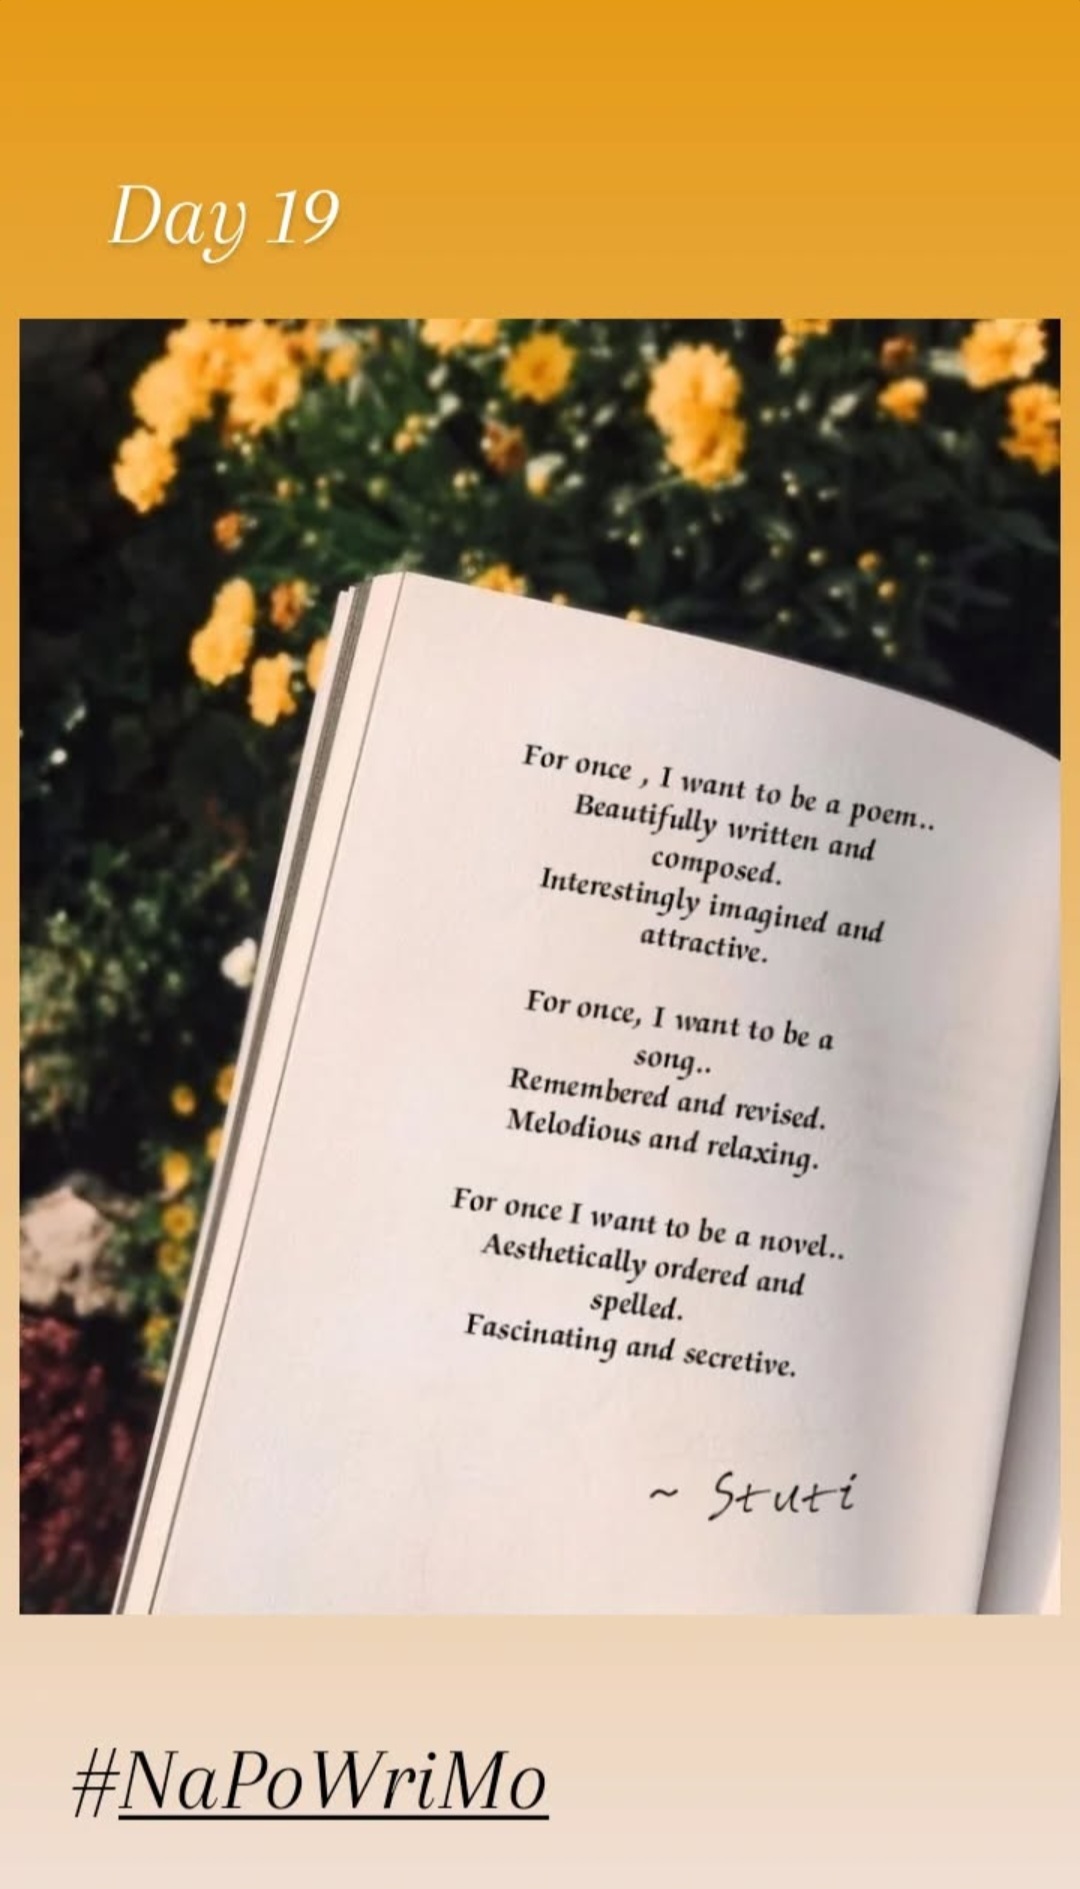 Day 19
For once , I want to be a poem..
Beautifully written and
composed.
Interestingly imagined and
attractive.
For once, I want to be a
song..
Remembered and revised.
Melodious and relaxing.
For once I want to be a novel..
Aesthetically ordered and
spelled.
Fascinating and secretive.
~ Stuti
#NaPoWriMo